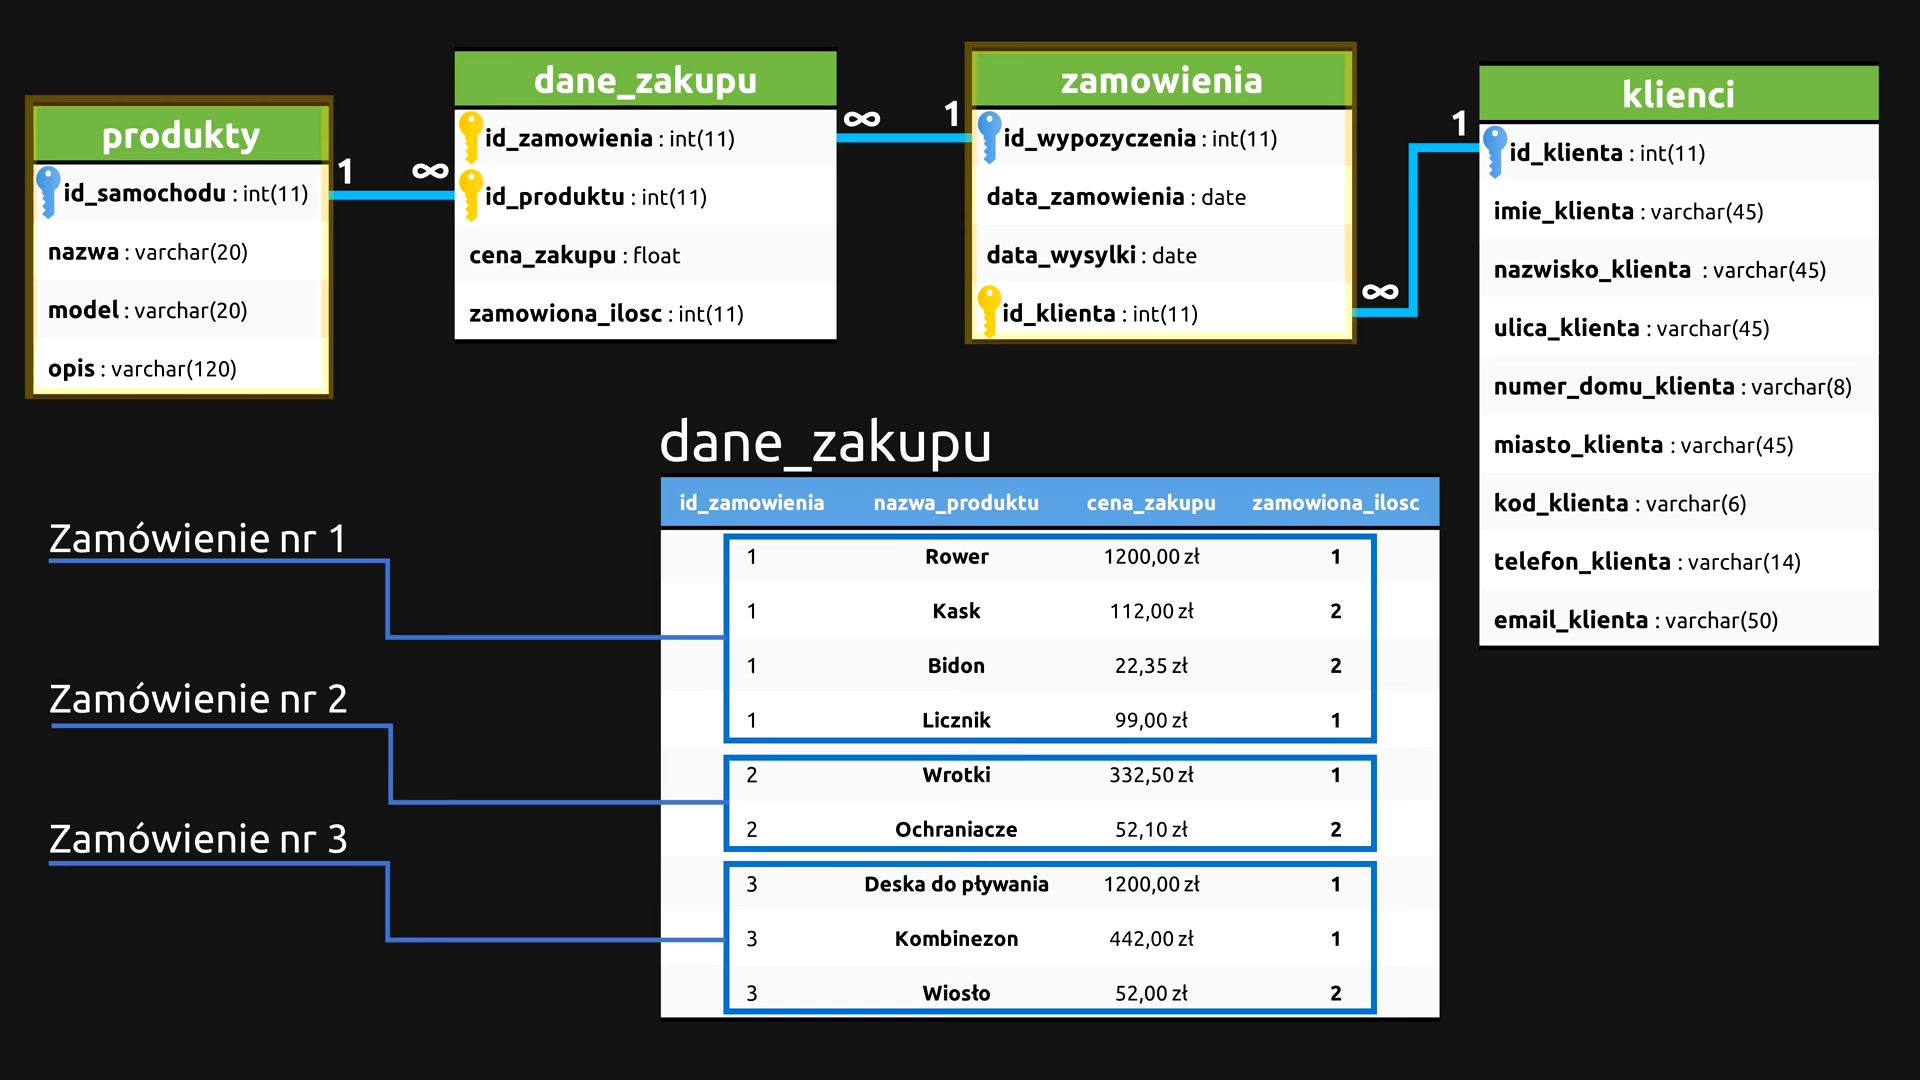 produkty
id_samochodu : int(11)
nazwa : varchar(20)
model : varchar(20)
opis : varchar(120)
1
∞
dane_zakupu
id_zamowienia : int(11)
id_produktu : int(11)
cena_zakupu : float
zamowiona_ilosc : int(11)
∞
1
zamowienia
id_wypozyczenia : int(11)
data_zamowienia : date
data_wysylki : date
id_klienta : int(11)
∞
1
klienci
id_klienta : int(11)
imie_klienta : varchar(45)
nazwisko_klienta : varchar(45)
ulica_klienta : varchar(45)
numer_domu_klienta : varchar(8)
miasto_klienta : varchar(45)
kod_klienta : varchar(6)
telefon_klienta : varchar(14)
email_klienta : varchar(50)
Zamówienie nr 1
Zamówienie nr 2
Zamówienie nr 3
dane_zakupu
id_zamowienia nazwa_produktu cena_zakupu zamowiona_ilosc
1 Rower 1200,00 zł 1
1 Kask 112,00 zł 2
1 Bidon 22,35 zł 2
1 Licznik 99,00 zł 1
2 Wrotki 332,50 zł 1
2 Ochraniacze 52,10 zł 2
3 Deska do pływania 1200,00 zł 1
3 Kombinezon 442,00 zł 1
3 Wiosło 52,00 zł 2